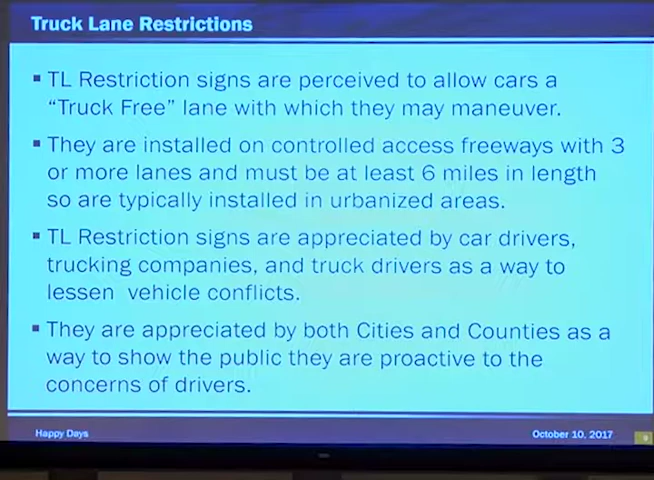 Truck Lane Restrictions
▪ TL Restriction signs are perceived to allow cars a
“Truck Free” lane with which they may maneuver.
▪ They are installed on controlled access freeways with 3
or more lanes and must be at least 6 miles in length
so are typically installed in urbanized areas.
▪ TL Restriction signs are appreciated by car drivers,
trucking companies, and truck drivers as a way to
lessen  vehicle conflicts.
▪ They are appreciated by both Cities and Counties as a
way to show the public they are proactive to the
concerns of drivers.
Happy Days
October 10, 2017